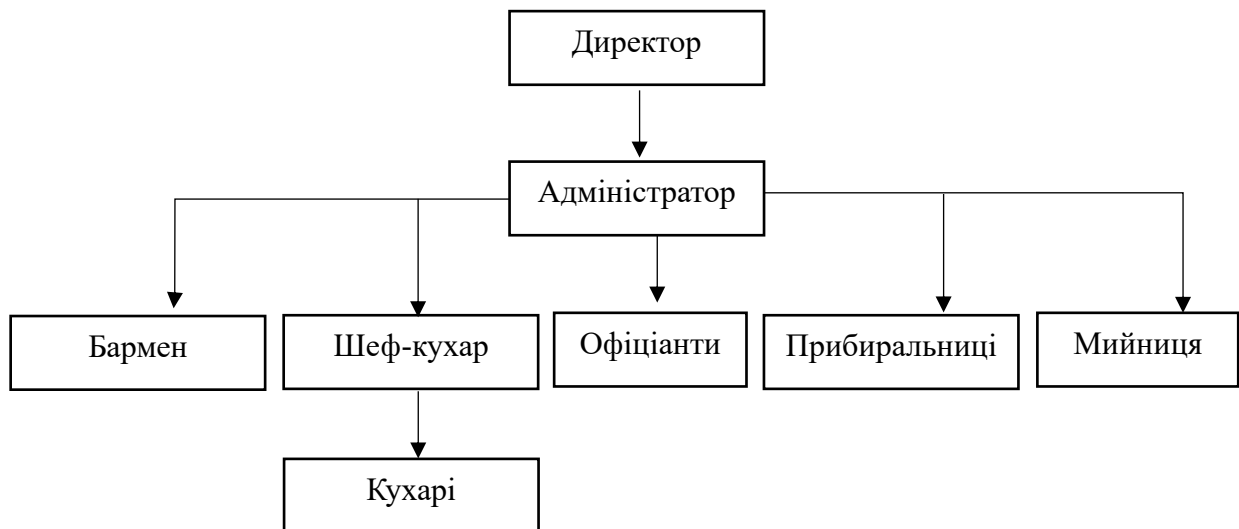 Директор
Адміністратор
Бармен
Шеф-кухар
Офіціанти
Прибиральниці
Мийниця
Кухарі